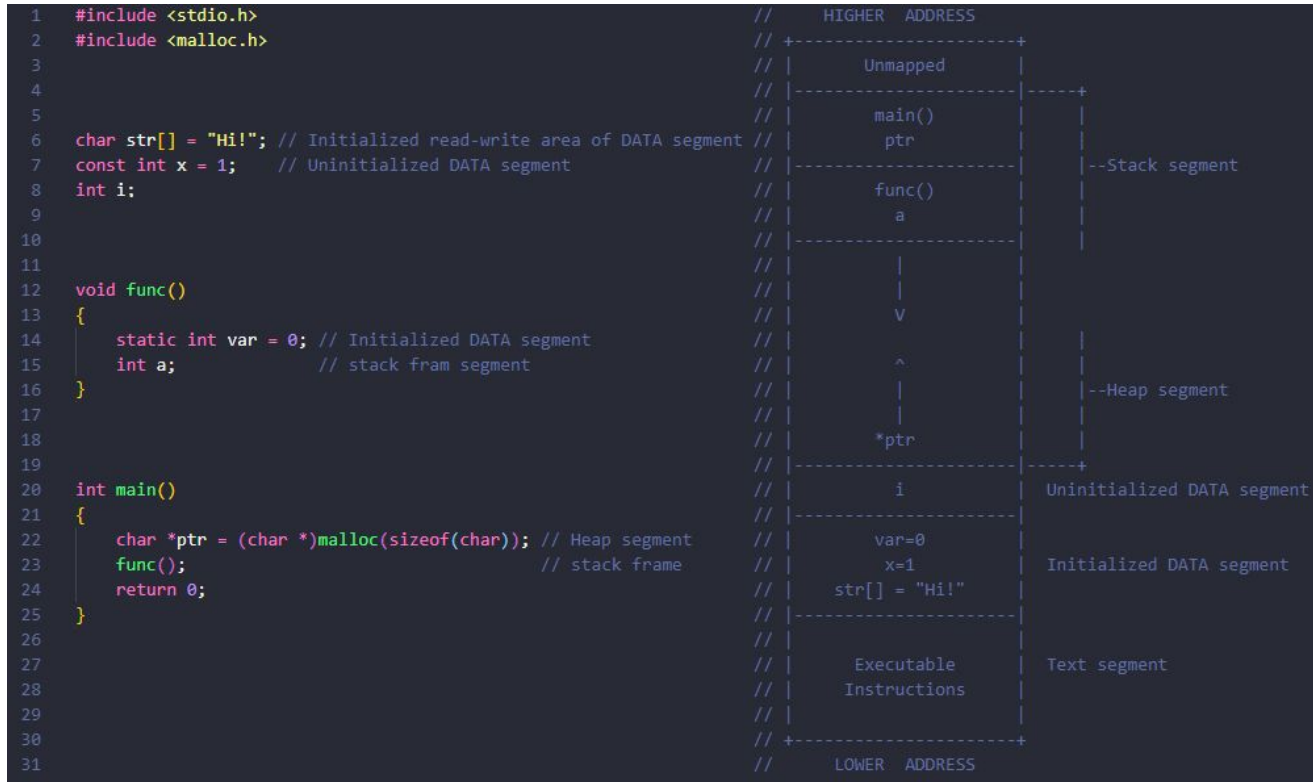 1 #include <stdio.h> // HIGHER ADDRESS
2 #include <malloc.h> // +----------------------+
3 // | Unmapped |
4 // |----------------------|-----+
5 // | main() | |
6 char str[] = "Hi!"; // Initialized read-write area of DATA segment // | ptr | |
7 const int x = 1; // Uninitialized DATA segment // |----------------------| |--Stack segment
8 int i; // | func() | |
9 // | a | |
10 // |----------------------| |
11 // | | |
12 void func() // | | |
13 { // | V |
14 static int var = 0; // Initialized DATA segment // | | |
15 int a; // stack fram segment // | ^ | |
16 } // | | | |--Heap segment
17 // | | | |
18 // | *ptr | |
19 // |----------------------|-----+
20 int main() // | i | Uninitialized DATA segment
21 { // |----------------------|
22 char *ptr = (char *)malloc(sizeof(char)); // Heap segment // | var=0 |
23 func(); // stack frame // | x=1 | Initialized DATA segment
24 return 0; // | str[] = "Hi!" |
25 } // |----------------------|
26 // | |
27 // | Executable | Text segment
28 // | Instructions |
29 // | |
30 // +----------------------+
31 // LOWER ADDRESS